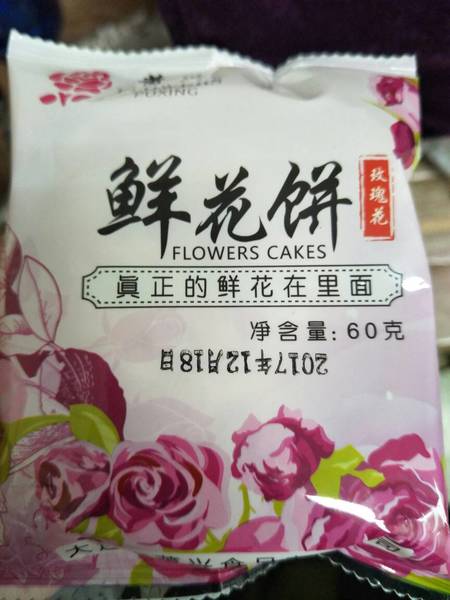 FUXING
鲜花饼
玫瑰花
FLOWERS CAKES
真正的鲜花在里面
净含量:60克
2017年12月18日